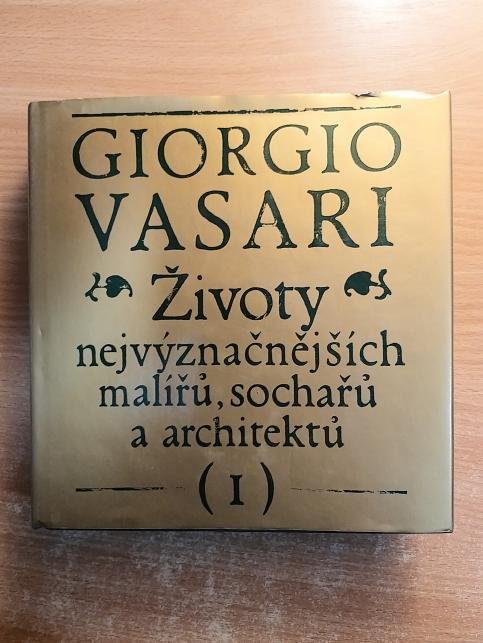 GIORGIO
VASARI
Životy
nejvýznačnějších
malířů, sochařů
a architektů
(I)